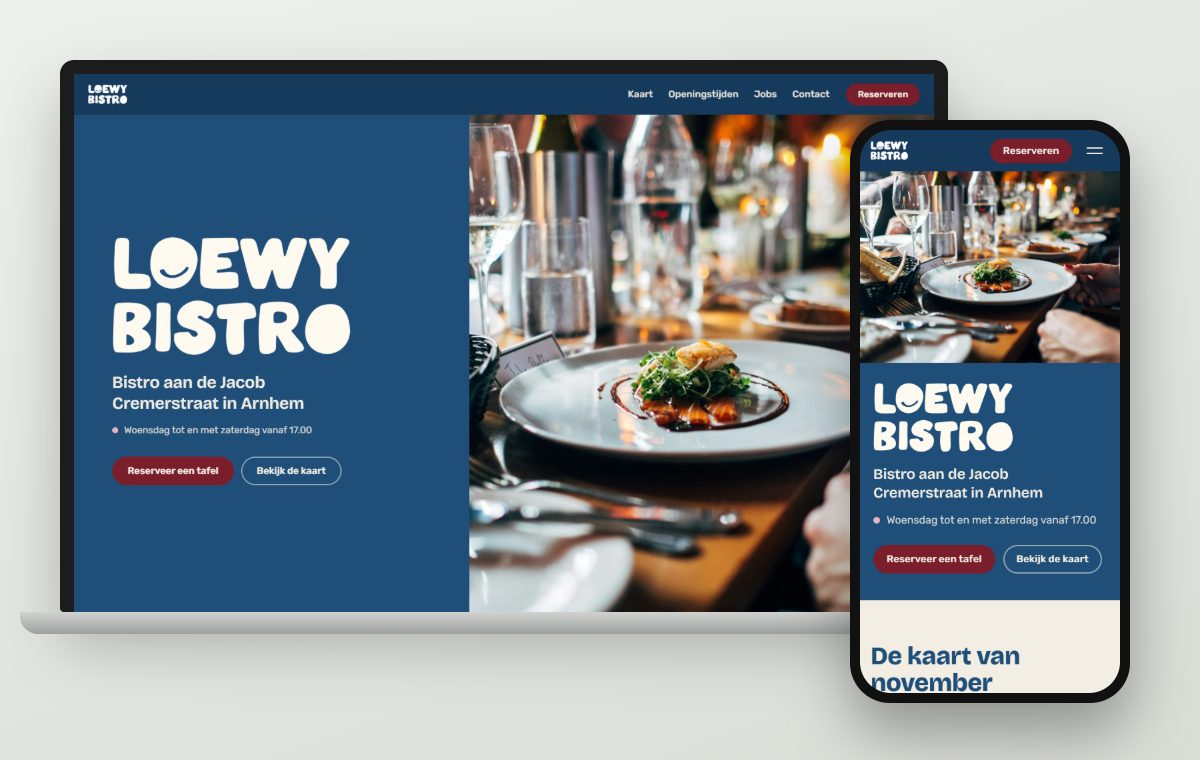 LOEWY
BISTRO
Kaart Openingstijden Jobs Contact Reserveren
LOEWY
BISTRO
Bistro aan de Jacob
Cremerstraat in Arnhem
Woensdag tot en met zaterdag vanaf 17.00
Reserveer een tafel Bekijk de kaart
LOEWY
BISTRO
Reserveren
LOEWY
BISTRO
Bistro aan de Jacob
Cremerstraat in Arnhem
Woensdag tot en met zaterdag vanaf 17.00
Reserveer een tafel Bekijk de kaart
De kaart van
november